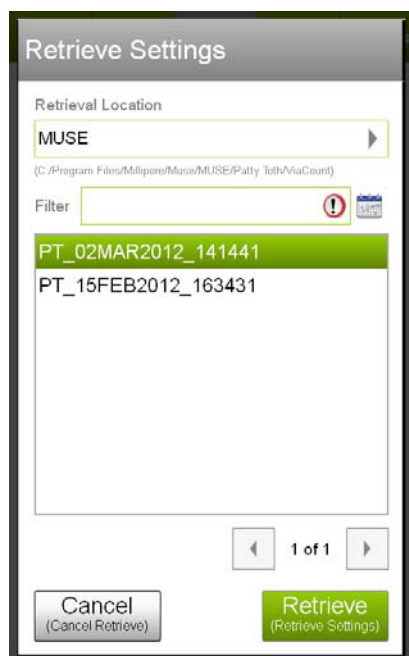 Retrieve Settings
Retrieval Location
MUSE
(C:/Program Files/Millipore/Muse/MUSE/Patty Toth/ViaCount)
Filter
PT_02MAR2012_141441
PT_15FEB2012_163431
1 of 1
Cancel
(Cancel Retrieve)
Retrieve
(Retrieve Settings)